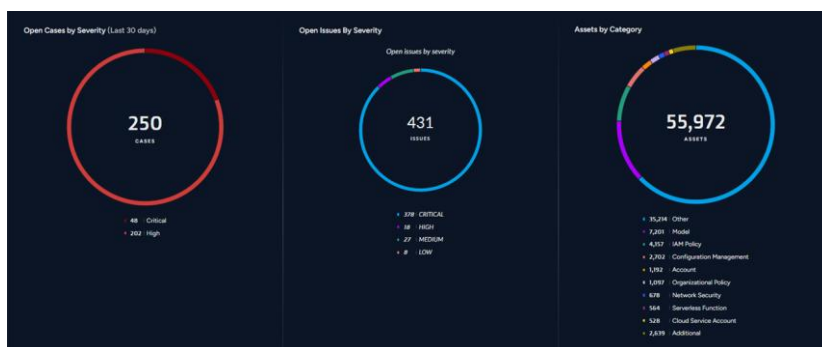 Open Cases by Severity (Last 30 days)
250
CASES
48 Critical
202 High
Open Issues By Severity
Open issues by severity
431
ISSUES
378 CRITICAL
18 HIGH
27 MEDIUM
8 LOW
Assets by Category
55,972
ASSETS
35,214 Other
7,201 Model
4,157 IAM Policy
2,702 Configuration Management
1,192 Account
1,097 Organizational Policy
678 Network Security
564 Serverless Function
528 Cloud Service Account
2,639 Additional